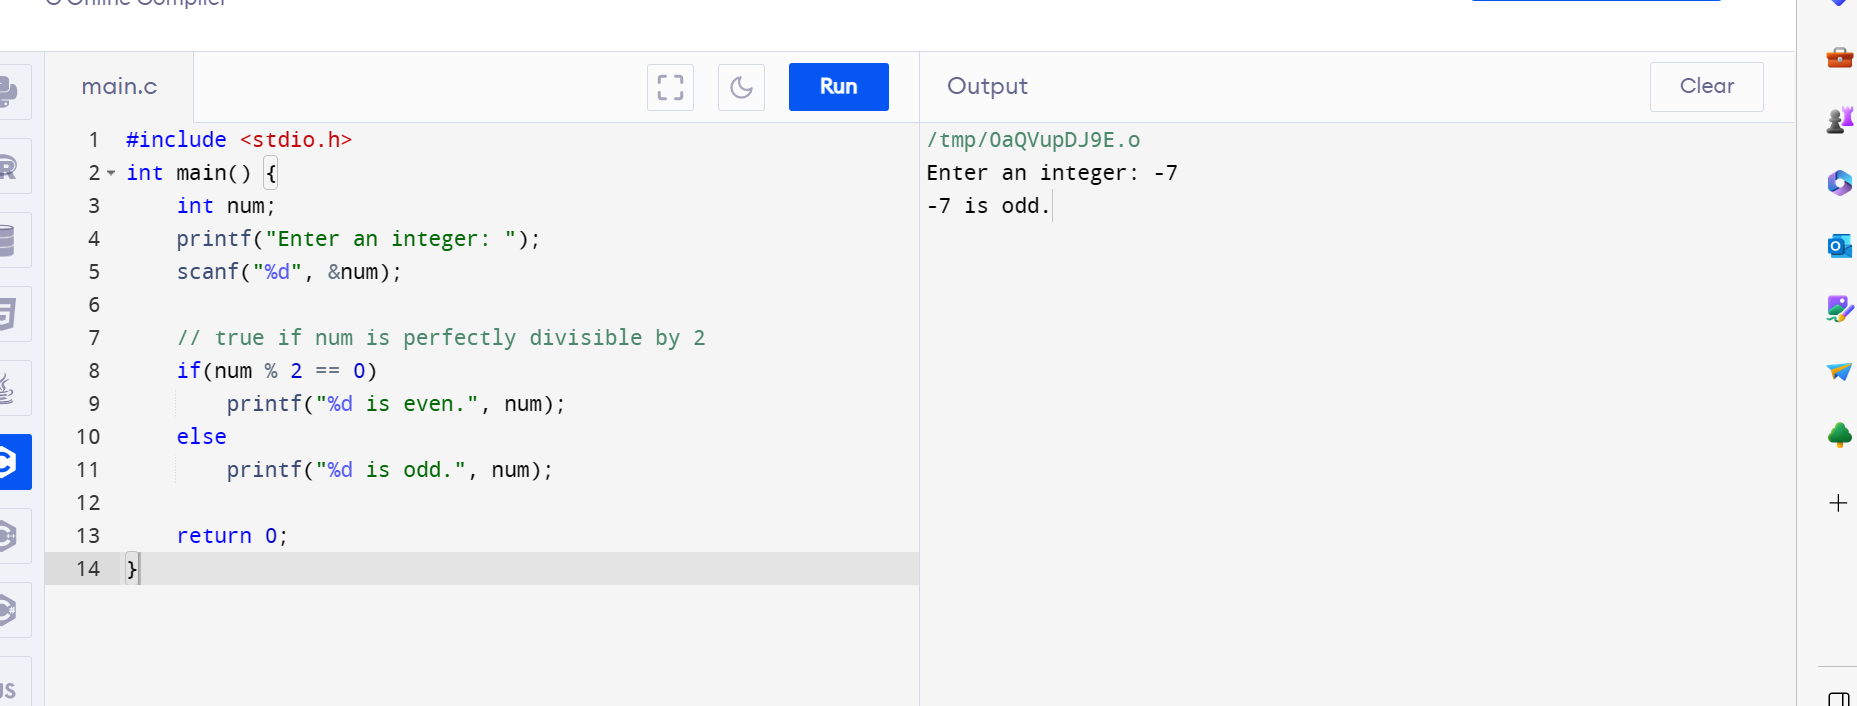 C Online Compiler
main.c
Run
1 #include <stdio.h>
2 int main() {
3     int num;
4     printf("Enter an integer: ");
5     scanf("%d", &num);
6
7     // true if num is perfectly divisible by 2
8     if(num % 2 == 0)
9         printf("%d is even.", num);
10     else
11         printf("%d is odd.", num);
12
13     return 0;
14 }
Output
Clear
/tmp/0aQVupDJ9E.o
Enter an integer: -7
-7 is odd.
R
JS